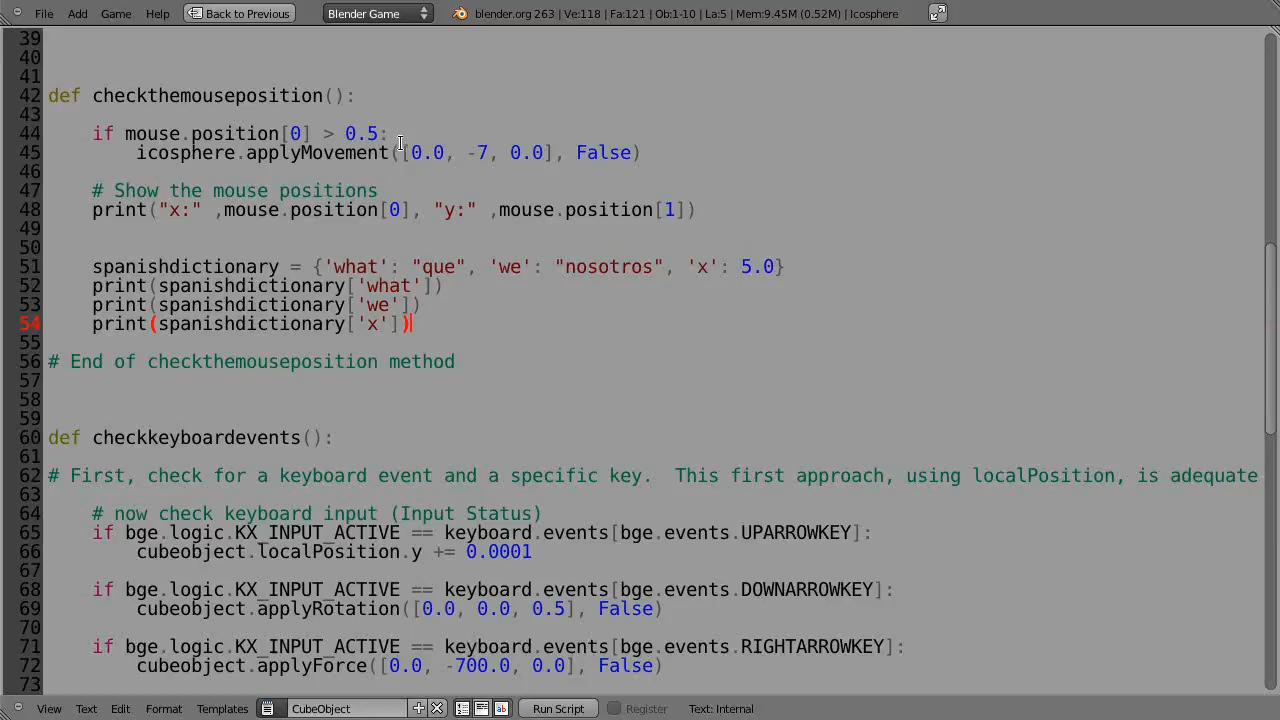 File Add Game Help Back to Previous Blender Game blender.org 263 | Ve:118 | Fa:121 | Ob:1-10 | La:5 | Mem:9.45M (0.52M) | Icosphere
39
40
41
42 def checkthemouseposition():
43
44 if mouse.position[0] > 0.5:
45 icosphere.applyMovement([0.0, -7, 0.0], False)
46
47 # Show the mouse positions
48 print("x:" ,mouse.position[0], "y:" ,mouse.position[1])
49
50
51 spanishdictionary = {'what': "que", 'we': "nosotros", 'x': 5.0}
52 print(spanishdictionary['what'])
53 print(spanishdictionary['we'])
54 print(spanishdictionary['x'])
55
56 # End of checkthemouseposition method
57
58
59
60 def checkkeyboardevents():
61
62 # First, check for a keyboard event and a specific key.  This first approach, using localPosition, is adequate
63
64 # now check keyboard input (Input Status)
65 if bge.logic.KX_INPUT_ACTIVE == keyboard.events[bge.events.UPARROWKEY]:
66 cubeobject.localPosition.y += 0.0001
67
68 if bge.logic.KX_INPUT_ACTIVE == keyboard.events[bge.events.DOWNARROWKEY]:
69 cubeobject.applyRotation([0.0, 0.0, 0.5], False)
70
71 if bge.logic.KX_INPUT_ACTIVE == keyboard.events[bge.events.RIGHTARROWKEY]:
72 cubeobject.applyForce([0.0, -700.0, 0.0], False)
73
View Text Edit Format Templates CubeObject Run Script Register Text: Internal